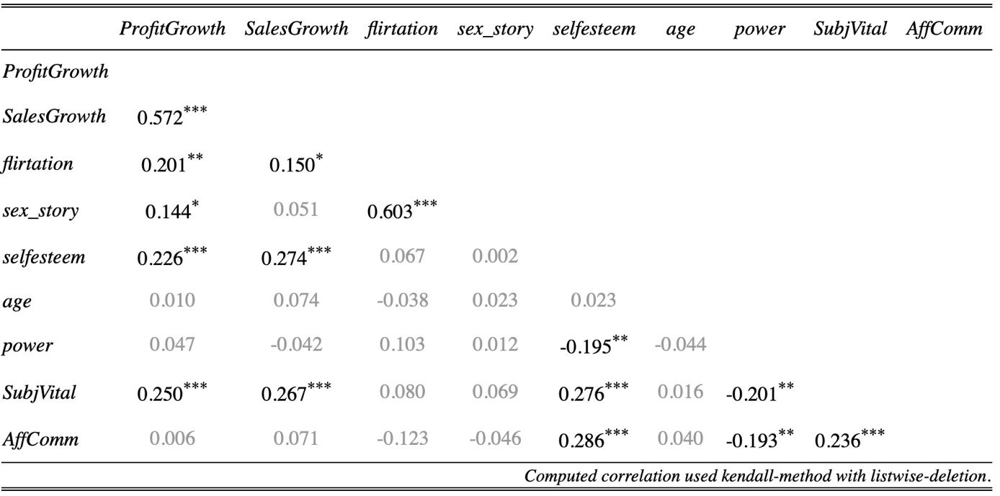 ProfitGrowth SalesGrowth flirtation sex_story selfesteem age power SubjVital AffComm
ProfitGrowth
SalesGrowth 0.572***
flirtation 0.201** 0.150*
sex_story 0.144* 0.051 0.603***
selfesteem 0.226*** 0.274*** 0.067 0.002
age 0.010 0.074 -0.038 0.023 0.023
power 0.047 -0.042 0.103 0.012 -0.195** -0.044
SubjVital 0.250*** 0.267*** 0.080 0.069 0.276*** 0.016 -0.201**
AffComm 0.006 0.071 -0.123 -0.046 0.286*** 0.040 -0.193** 0.236***
Computed correlation used kendall-method with listwise-deletion.